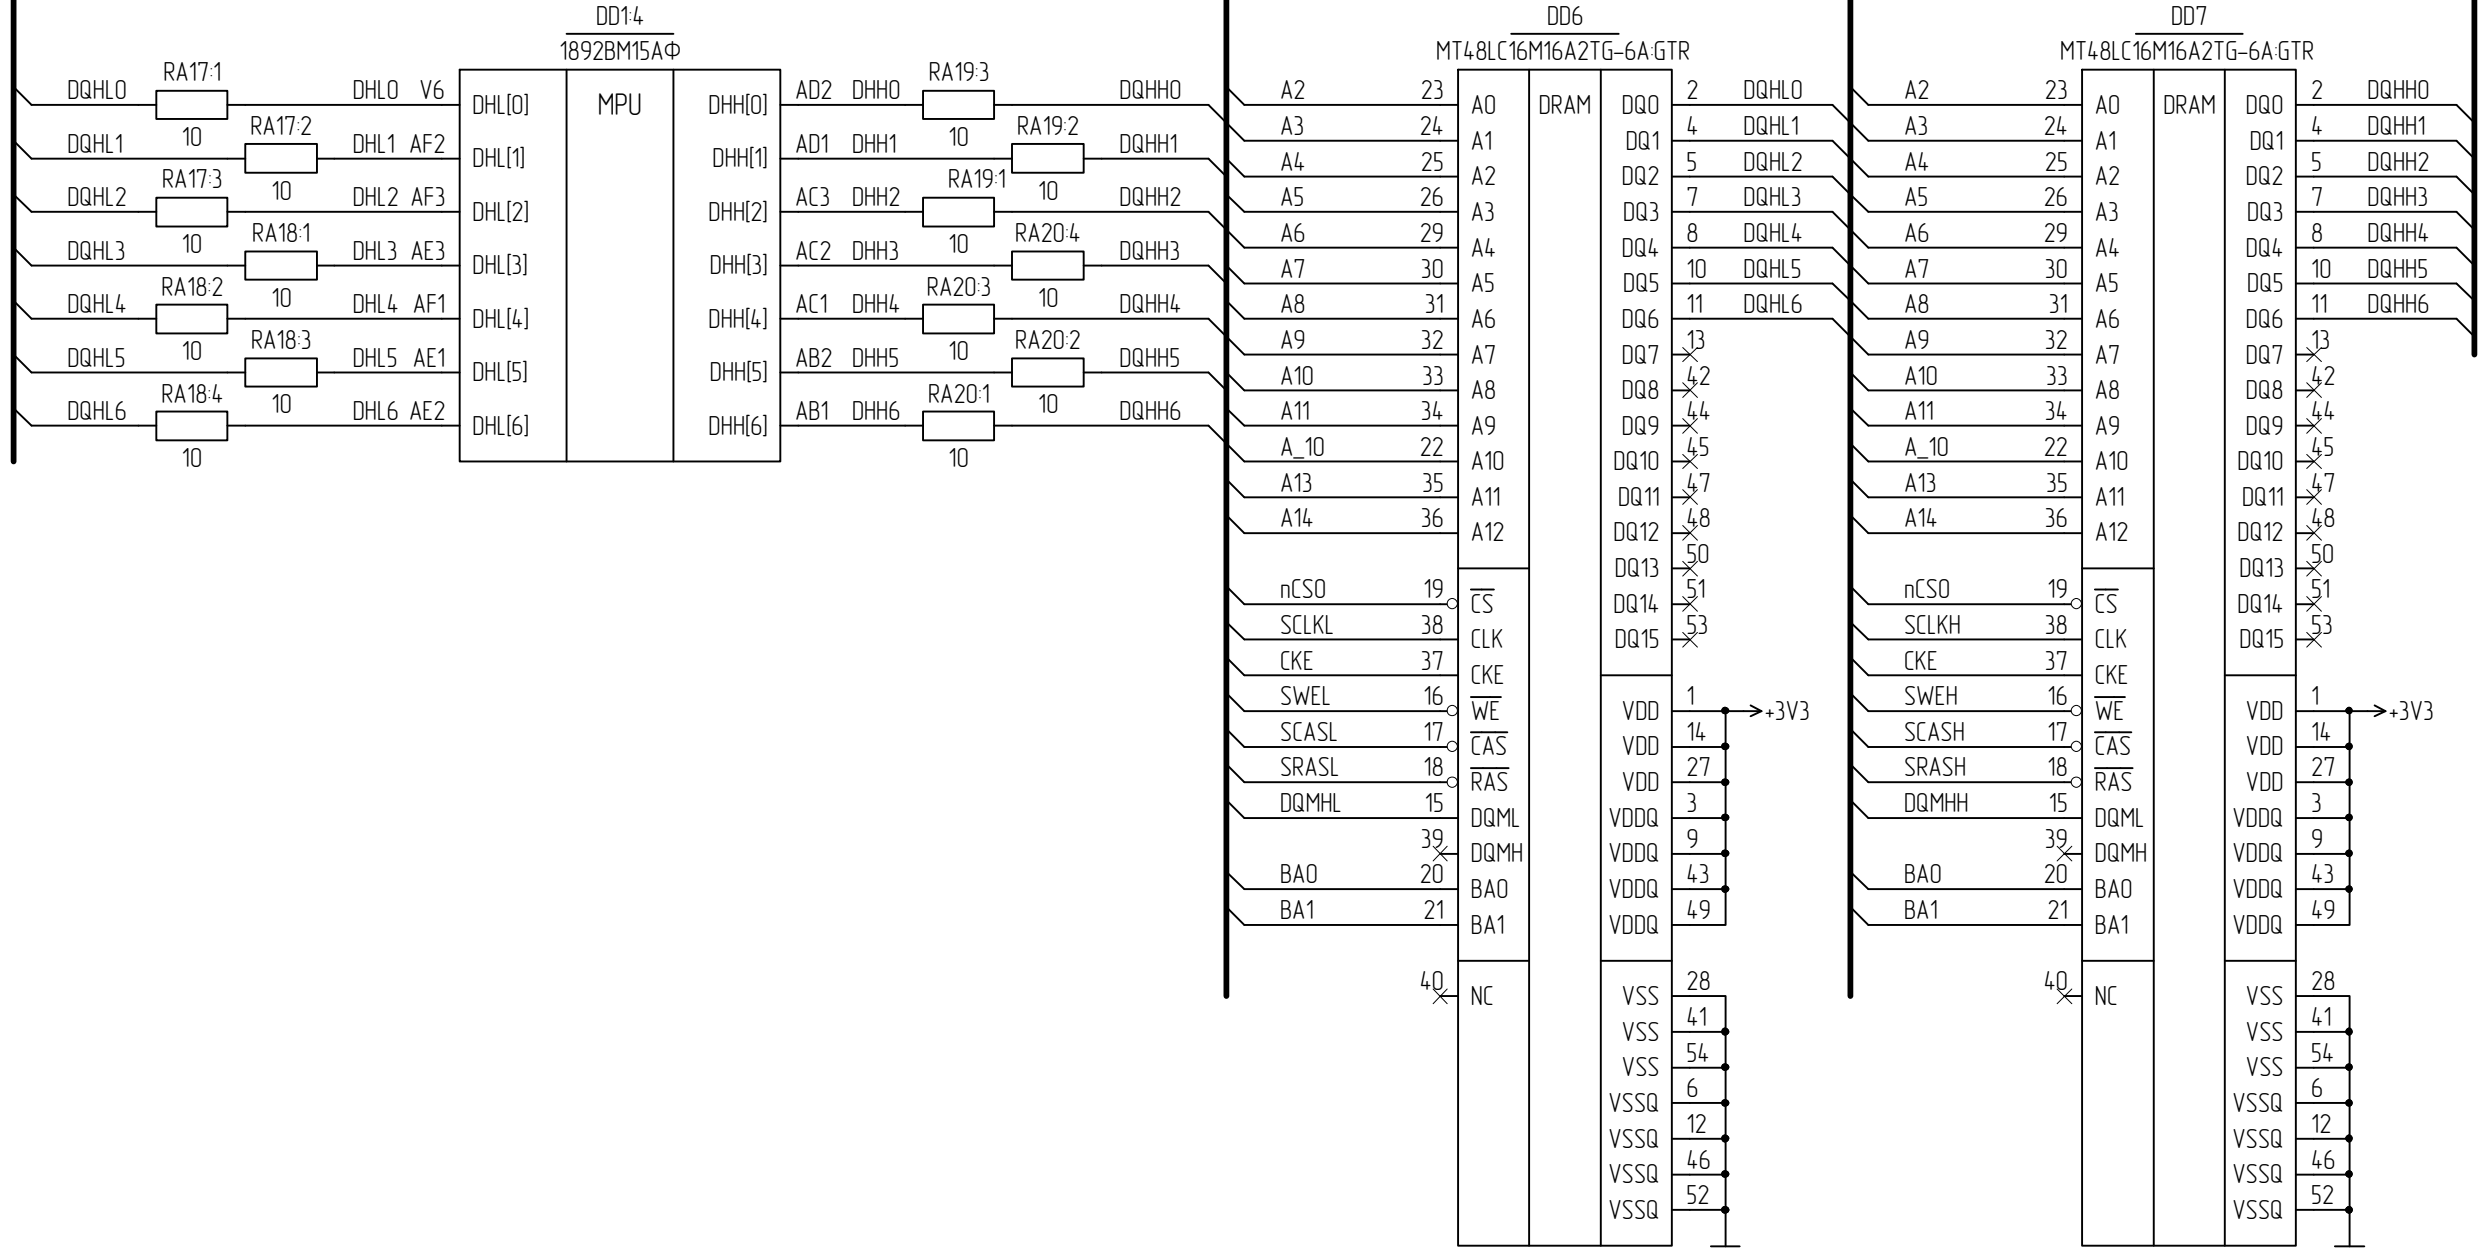 DD1:4
1892ВМ15АФ
DQHL0 RA17:1 10 DHL0 V6 DHL[0] MPU DHH[0] AD2 DHH0 RA19:3 10 DQHH0
DQHL1 RA17:2 10 DHL1 AF2 DHL[1] DHH[1] AD1 DHH1 RA19:2 10 DQHH1
DQHL2 RA17:3 10 DHL2 AF3 DHL[2] DHH[2] AC3 DHH2 RA19:1 10 DQHH2
DQHL3 RA18:1 10 DHL3 AE3 DHL[3] DHH[3] AC2 DHH3 RA20:4 10 DQHH3
DQHL4 RA18:2 10 DHL4 AF1 DHL[4] DHH[4] AC1 DHH4 RA20:3 10 DQHH4
DQHL5 RA18:3 10 DHL5 AE1 DHL[5] DHH[5] AB2 DHH5 RA20:2 10 DQHH5
DQHL6 RA18:4 10 DHL6 AE2 DHL[6] DHH[6] AB1 DHH6 RA20:1 10 DQHH6
DD6
MT48LC16M16A2TG-6A:GTR
A2 23 A0 DRAM DQ0 2 DQHL0
A3 24 A1 DQ1 4 DQHL1
A4 25 A2 DQ2 5 DQHL2
A5 26 A3 DQ3 7 DQHL3
A6 29 A4 DQ4 8 DQHL4
A7 30 A5 DQ5 10 DQHL5
A8 31 A6 DQ6 11 DQHL6
A9 32 A7 DQ7 13
A10 33 A8 DQ8 42
A11 34 A9 DQ9 44
A_10 22 A10 DQ10 45
A13 35 A11 DQ11 47
A14 36 A12 DQ12 48
DQ13 50
nCS0 19 CS DQ14 51
SCLKL 38 CLK DQ15 53
CKE 37 CKE
SWEL 16 WE VDD 1 +3V3
SCASL 17 CAS VDD 14
SRASL 18 RAS VDD 27
DQMHL 15 DQML VDDQ 3
39 DQMH VDDQ 9
BA0 20 BA0 VDDQ 43
BA1 21 BA1 VDDQ 49
40 NC VSS 28
VSS 41
VSS 54
VSSQ 6
VSSQ 12
VSSQ 46
VSSQ 52
DD7
MT48LC16M16A2TG-6A:GTR
A2 23 A0 DRAM DQ0 2 DQHH0
A3 24 A1 DQ1 4 DQHH1
A4 25 A2 DQ2 5 DQHH2
A5 26 A3 DQ3 7 DQHH3
A6 29 A4 DQ4 8 DQHH4
A7 30 A5 DQ5 10 DQHH5
A8 31 A6 DQ6 11 DQHH6
A9 32 A7 DQ7 13
A10 33 A8 DQ8 42
A11 34 A9 DQ9 44
A_10 22 A10 DQ10 45
A13 35 A11 DQ11 47
A14 36 A12 DQ12 48
DQ13 50
nCS0 19 CS DQ14 51
SCLKH 38 CLK DQ15 53
CKE 37 CKE
SWEH 16 WE VDD 1 +3V3
SCASH 17 CAS VDD 14
SRASH 18 RAS VDD 27
DQMHH 15 DQML VDDQ 3
39 DQMH VDDQ 9
BA0 20 BA0 VDDQ 43
BA1 21 BA1 VDDQ 49
40 NC VSS 28
VSS 41
VSS 54
VSSQ 6
VSSQ 12
VSSQ 46
VSSQ 52